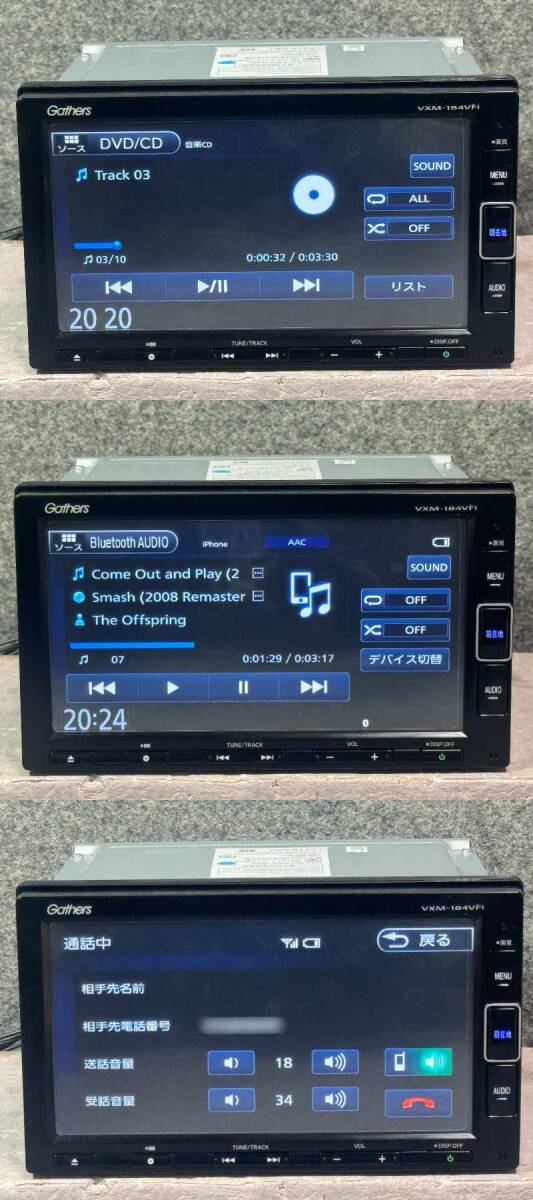 Gathers
VXM-184VFi
ソース
DVD/CD
音楽CD
Track 03
SOUND
ALL
OFF
03/10
0:00:32 / 0:03:30
リスト
20 20
画質
MENU
現在地
AUDIO
TUNE/TRACK
VOL
DISP.OFF
Gathers
VXM-184VFi
ソース
Bluetooth AUDIO
iPhone
AAC
Come Out and Play (2
Smash (2008 Remaster
The Offspring
SOUND
OFF
OFF
07
0:01:29 / 0:03:17
デバイス切替
20:24
画質
MENU
現在地
AUDIO
TUNE/TRACK
VOL
DISP.OFF
Gathers
VXM-184VFi
通話中
戻る
相手先名前
相手先電話番号
送話音量
18
受話音量
34
画質
MENU
現在地
AUDIO
TUNE/TRACK
VOL
DISP.OFF